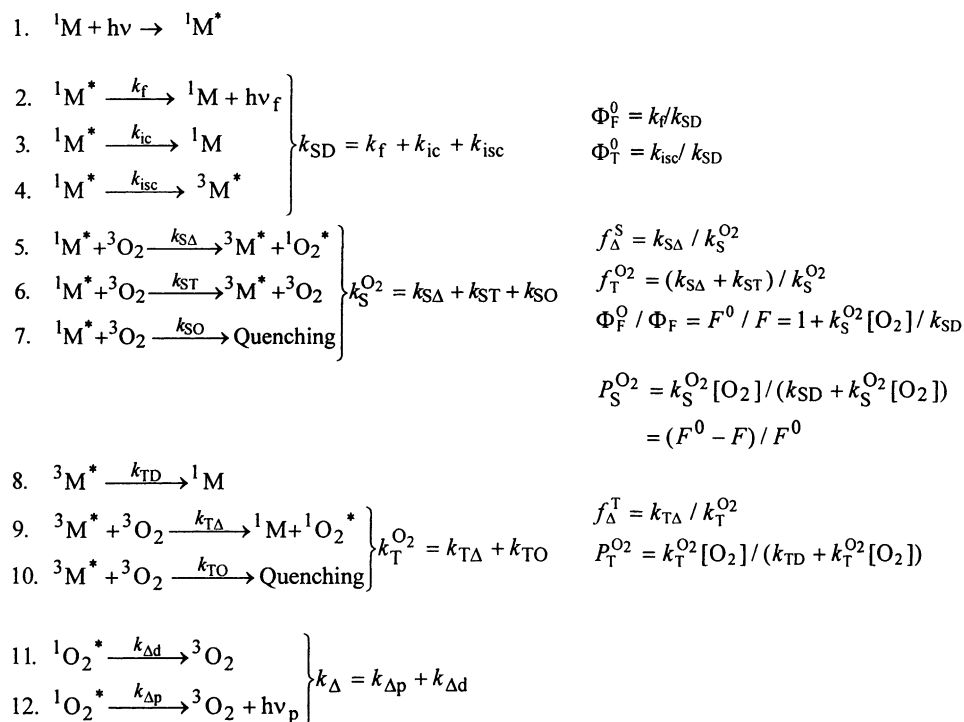 1. ¹M + hν → ¹M*
2. ¹M* —k_f→ ¹M + hν_f
3. ¹M* —k_ic→ ¹M
4. ¹M* —k_isc→ ³M*
} k_SD = k_f + k_ic + k_isc
Φ_F^0 = k_f/k_SD
Φ_T^0 = k_isc/ k_SD
5. ¹M*+³O₂ —k_SΔ→ ³M*+¹O₂*
6. ¹M*+³O₂ —k_ST→ ³M*+³O₂
7. ¹M*+³O₂ —k_SO→ Quenching
} k_S^O₂ = k_SΔ + k_ST + k_SO
f_Δ^S = k_SΔ / k_S^O₂
f_T^O₂ = (k_SΔ + k_ST) / k_S^O₂
Φ_F^O / Φ_F = F⁰ / F = 1 + k_S^O₂[O₂] / k_SD
P_S^O₂ = k_S^O₂[O₂]/(k_SD + k_S^O₂[O₂])
= (F⁰ − F) / F⁰
8. ³M* —k_TD→ ¹M
9. ³M* + ³O₂ —k_TΔ→ ¹M+¹O₂*
10. ³M* + ³O₂ —k_TO→ Quenching
} k_T^O₂ = k_TΔ + k_TO
f_Δ^T = k_TΔ / k_T^O₂
P_T^O₂ = k_T^O₂[O₂]/(k_TD + k_T^O₂[O₂])
11. ¹O₂* —k_Δd→ ³O₂
12. ¹O₂* —k_Δp→ ³O₂ + hν_p
} k_Δ = k_Δp + k_Δd